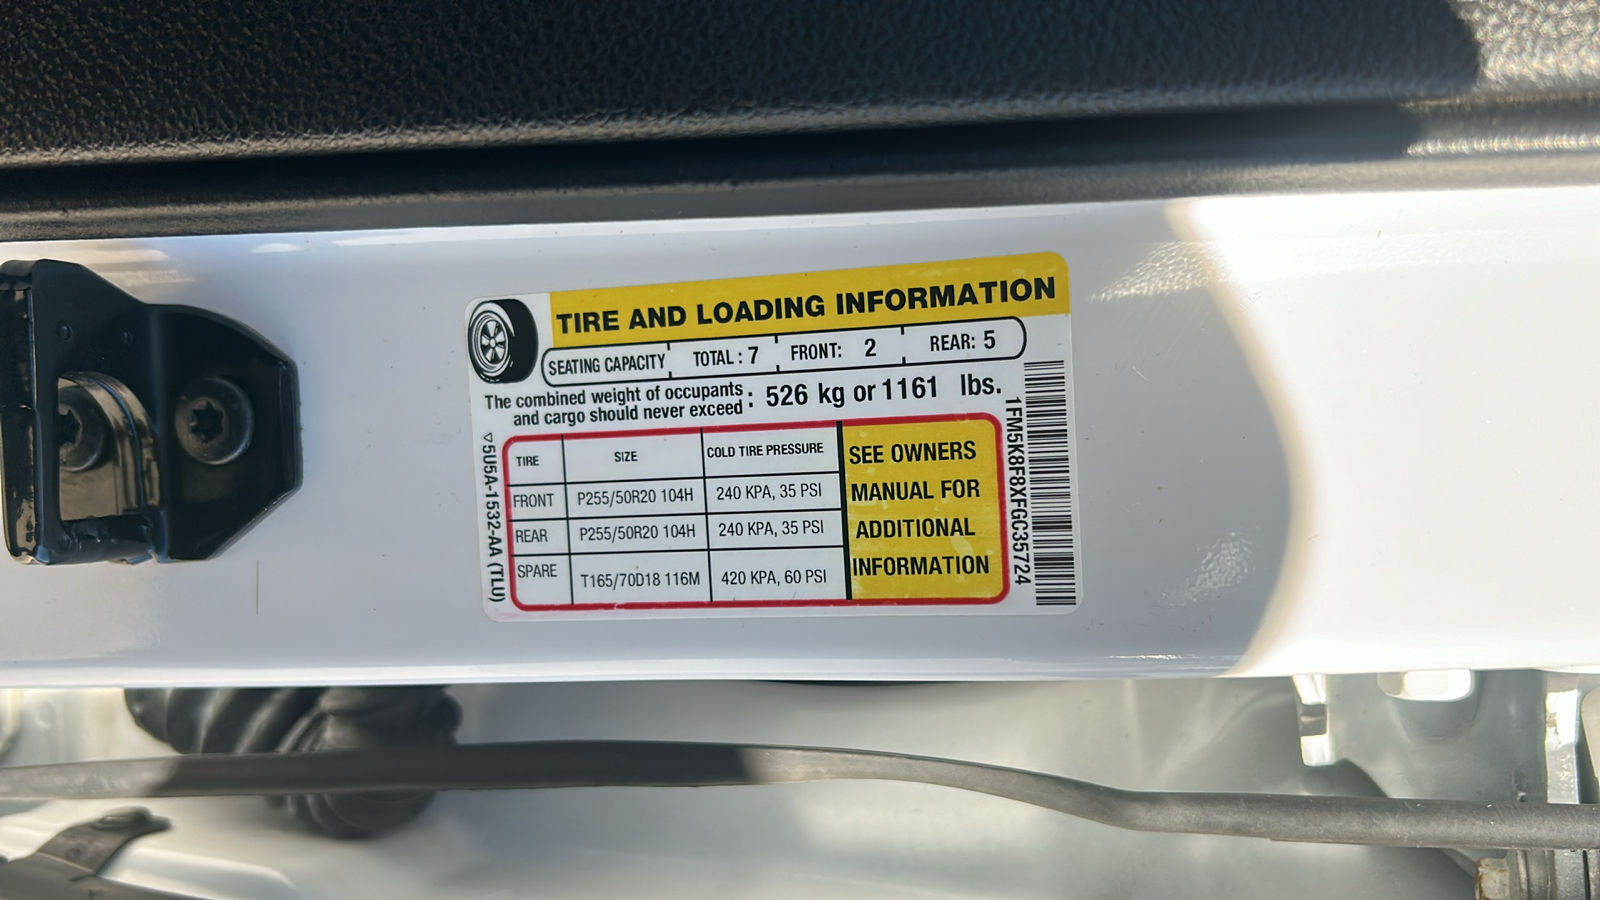 TIRE AND LOADING INFORMATION
SEATING CAPACITY TOTAL: 7 FRONT: 2 REAR: 5
The combined weight of occupants
and cargo should never exceed : 526 kg or 1161 lbs.
TIRE SIZE COLD TIRE PRESSURE
FRONT P255/50R20 104H 240 KPA, 35 PSI
REAR P255/50R20 104H 240 KPA, 35 PSI
SPARE T165/70D18 116M 420 KPA, 60 PSI
SEE OWNERS
MANUAL FOR
ADDITIONAL
INFORMATION
5U5A-1532-AA (TLU)
1FM5K8F8XFGC35724